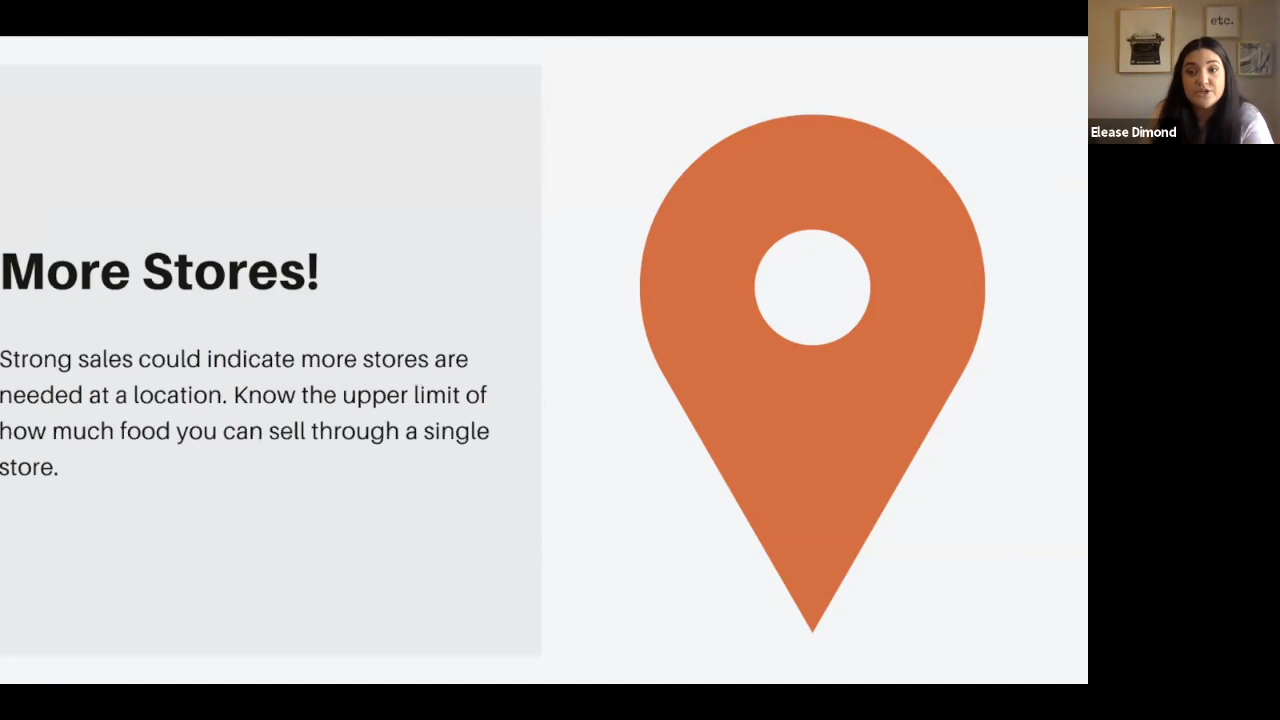 More Stores!
Strong sales could indicate more stores are
needed at a location. Know the upper limit of
how much food you can sell through a single
store.
etc.
Elease Dimond